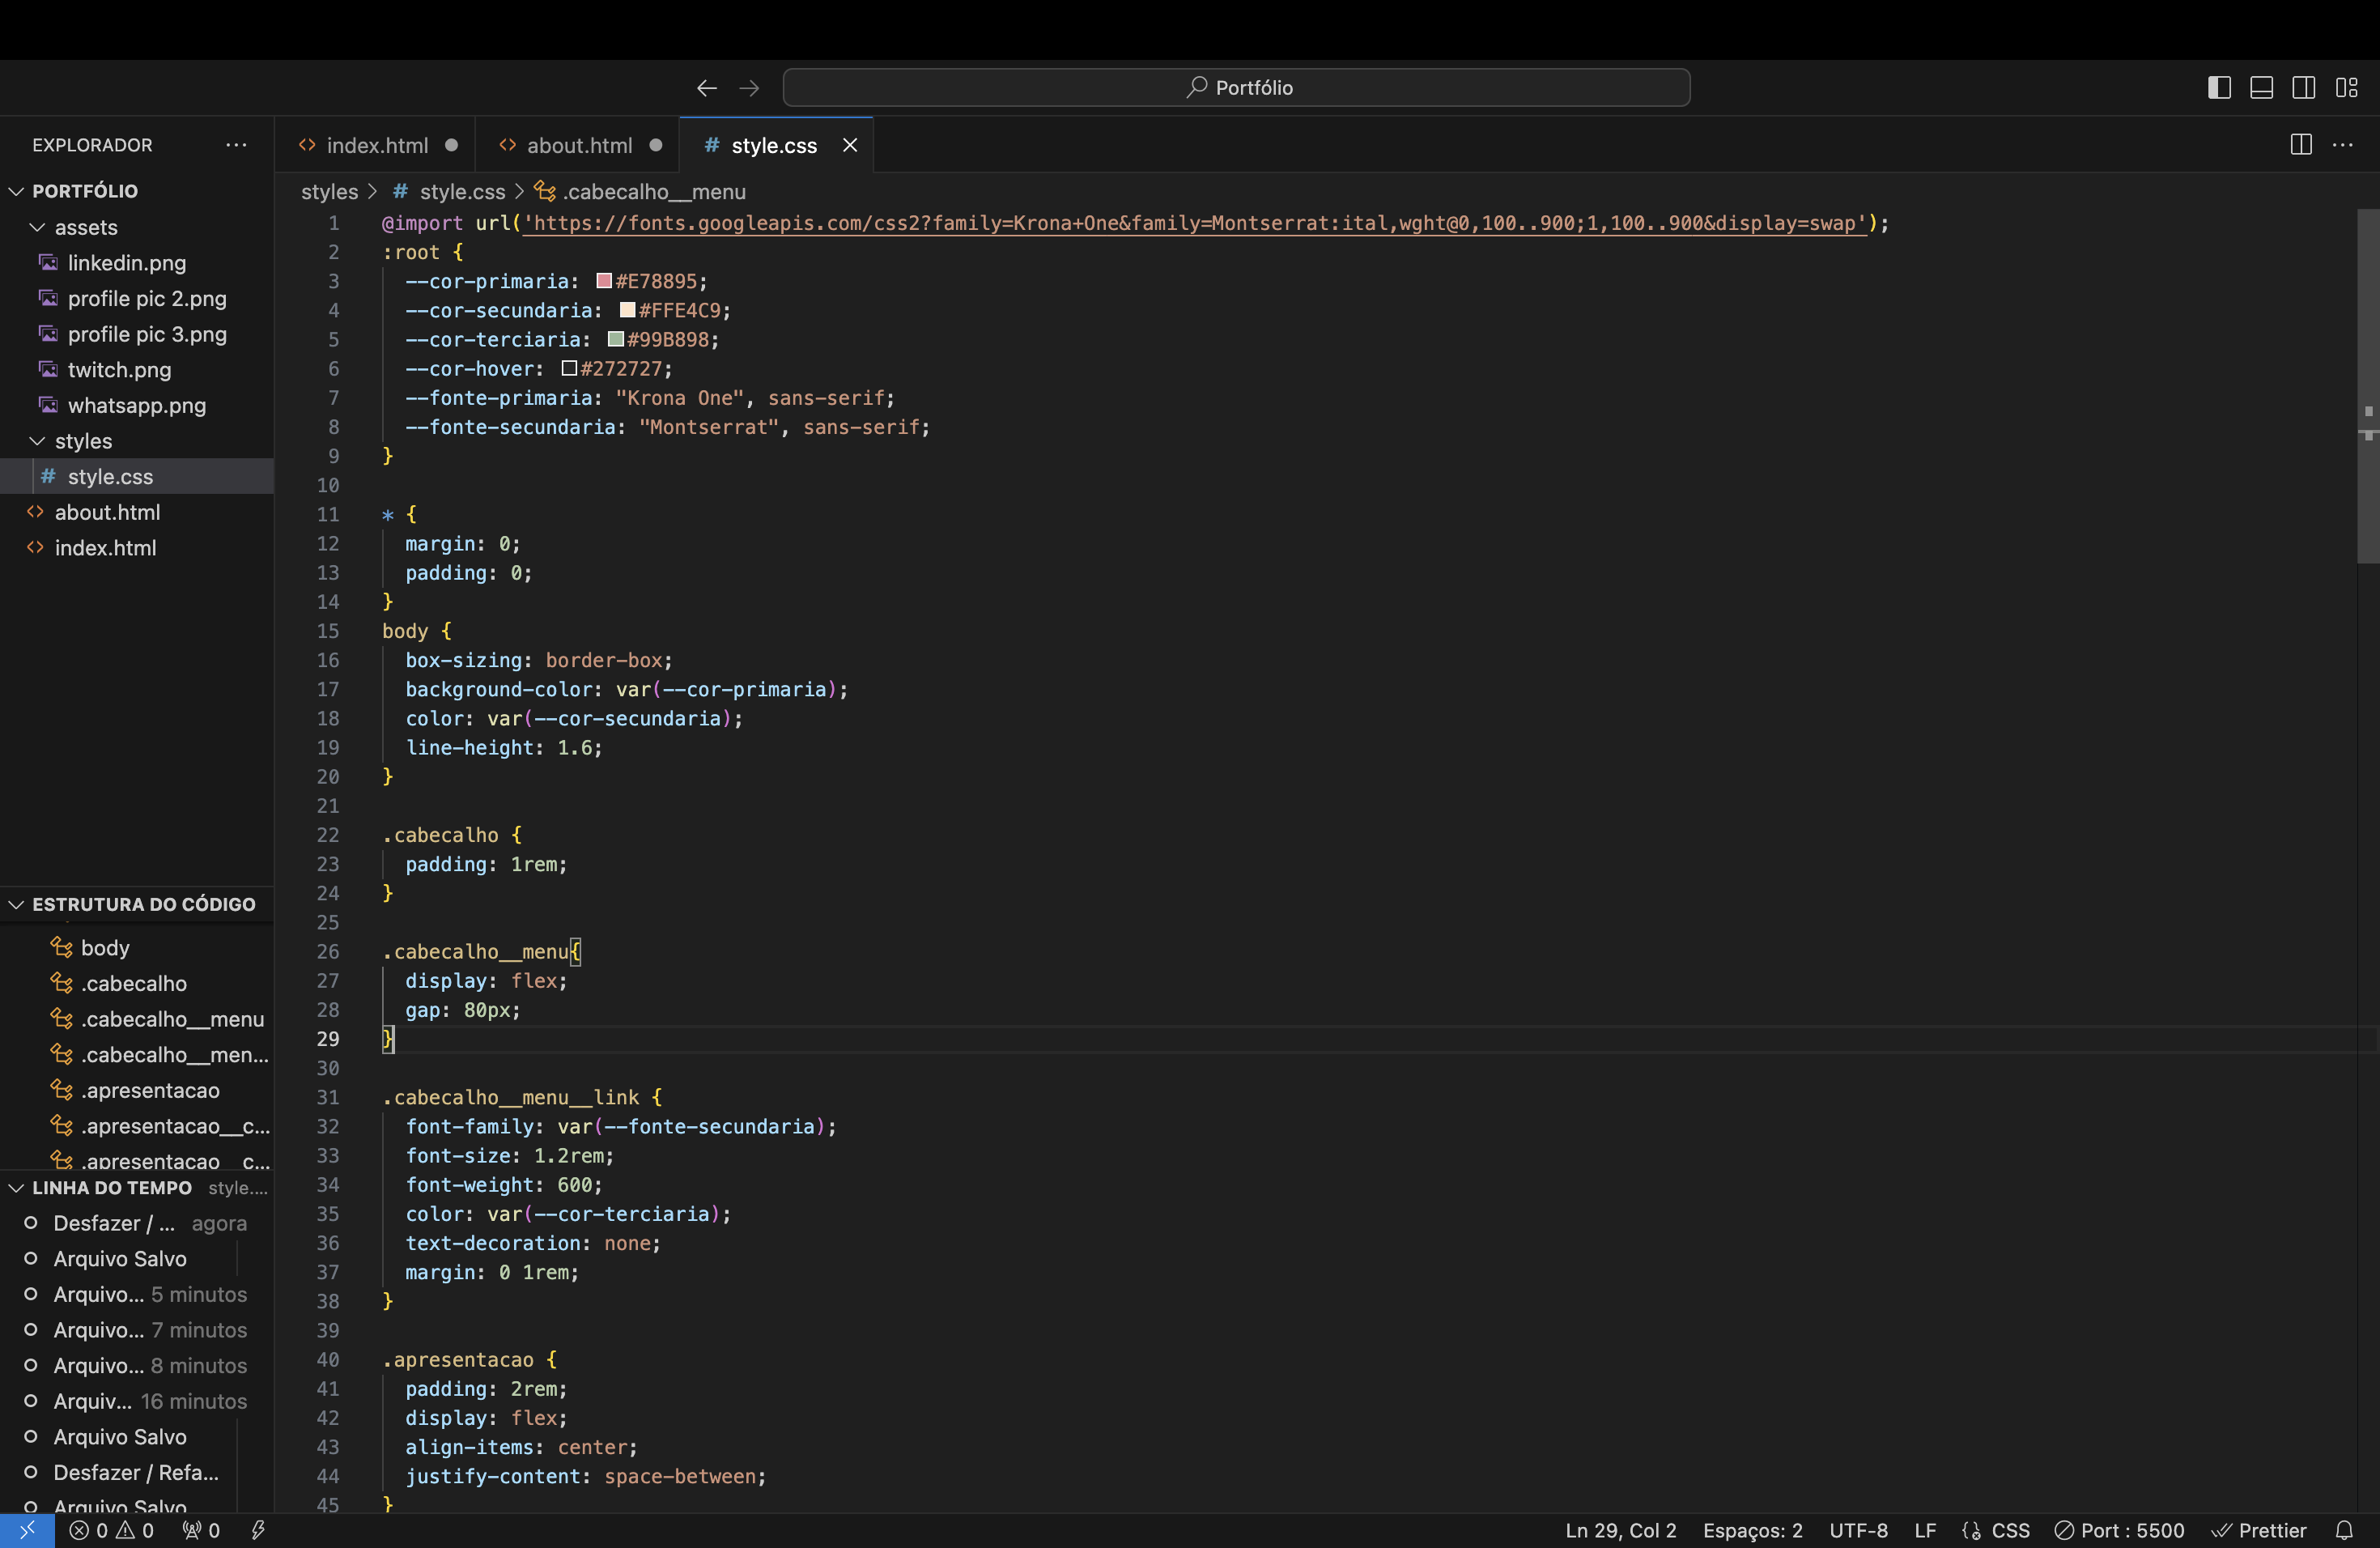 Portfólio
EXPLORADOR
index.html
about.html
style.css
PORTFÓLIO
assets
linkedin.png
profile pic 2.png
profile pic 3.png
twitch.png
whatsapp.png
styles
style.css
about.html
index.html
ESTRUTURA DO CÓDIGO
body
.cabecalho
.cabecalho__menu
.cabecalho__men...
.apresentacao
.apresentacao__c...
.apresentacao__c...
LINHA DO TEMPO style....
Desfazer / ... agora
Arquivo Salvo
Arquivo... 5 minutos
Arquivo... 7 minutos
Arquivo... 8 minutos
Arquiv... 16 minutos
Arquivo Salvo
Desfazer / Refa...
Arquivo Salvo
styles > # style.css > .cabecalho__menu
1 @import url('https://fonts.googleapis.com/css2?family=Krona+One&family=Montserrat:ital,wght@0,100..900;1,100..900&display=swap');
2 :root {
3 --cor-primaria: #E78895;
4 --cor-secundaria: #FFE4C9;
5 --cor-terciaria: #99B898;
6 --cor-hover: #272727;
7 --fonte-primaria: "Krona One", sans-serif;
8 --fonte-secundaria: "Montserrat", sans-serif;
9 }
10
11 * {
12 margin: 0;
13 padding: 0;
14 }
15 body {
16 box-sizing: border-box;
17 background-color: var(--cor-primaria);
18 color: var(--cor-secundaria);
19 line-height: 1.6;
20 }
21
22 .cabecalho {
23 padding: 1rem;
24 }
25
26 .cabecalho__menu{
27 display: flex;
28 gap: 80px;
29 }
30
31 .cabecalho__menu__link {
32 font-family: var(--fonte-secundaria);
33 font-size: 1.2rem;
34 font-weight: 600;
35 color: var(--cor-terciaria);
36 text-decoration: none;
37 margin: 0 1rem;
38 }
39
40 .apresentacao {
41 padding: 2rem;
42 display: flex;
43 align-items: center;
44 justify-content: space-between;
45 }
0 0 0 Ln 29, Col 2 Espaços: 2 UTF-8 LF CSS Port : 5500 Prettier